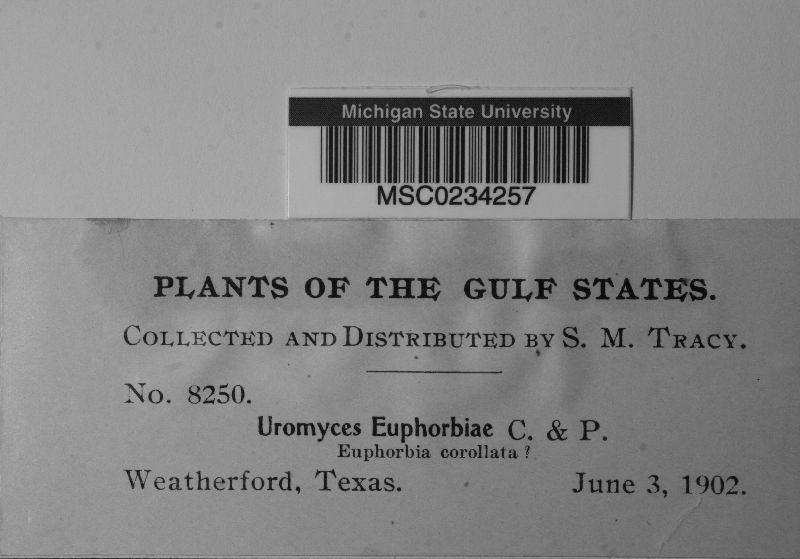 Michigan State University
MSC0234257
PLANTS OF THE GULF STATES.
COLLECTED AND DISTRIBUTED BY S. M. TRACY.
No. 8250.
Uromyces Euphorbiae C. & P.
Euphorbia corollata?
Weatherford, Texas. June 3, 1902.